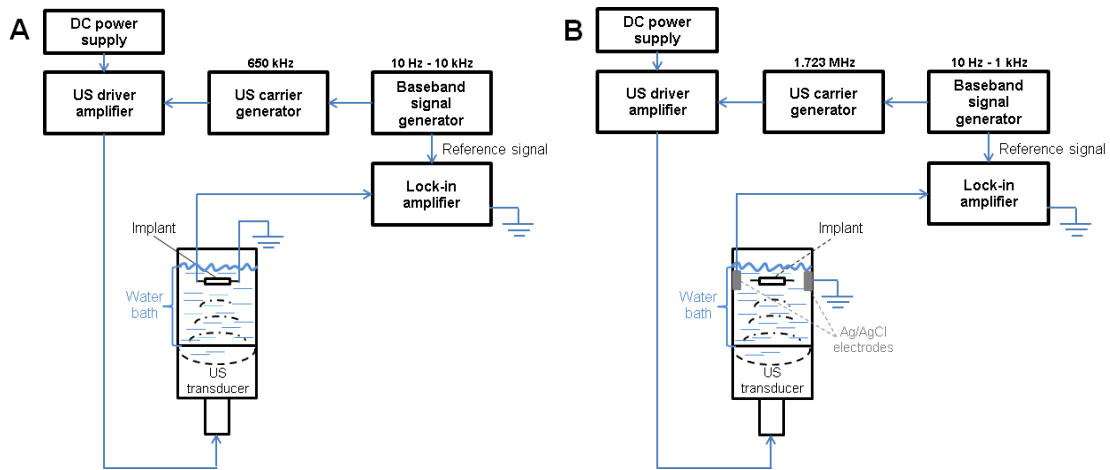 A
DC power
supply
650 kHz
10 Hz - 10 kHz
US driver
amplifier
US carrier
generator
Baseband
signal
generator
Reference signal
Lock-in
amplifier
Implant
Water
bath
US
transducer
B
DC power
supply
1.723 MHz
10 Hz - 1 kHz
US driver
amplifier
US carrier
generator
Baseband
signal
generator
Reference signal
Lock-in
amplifier
Implant
Water
bath
Ag/AgCl
electrodes
US
transducer